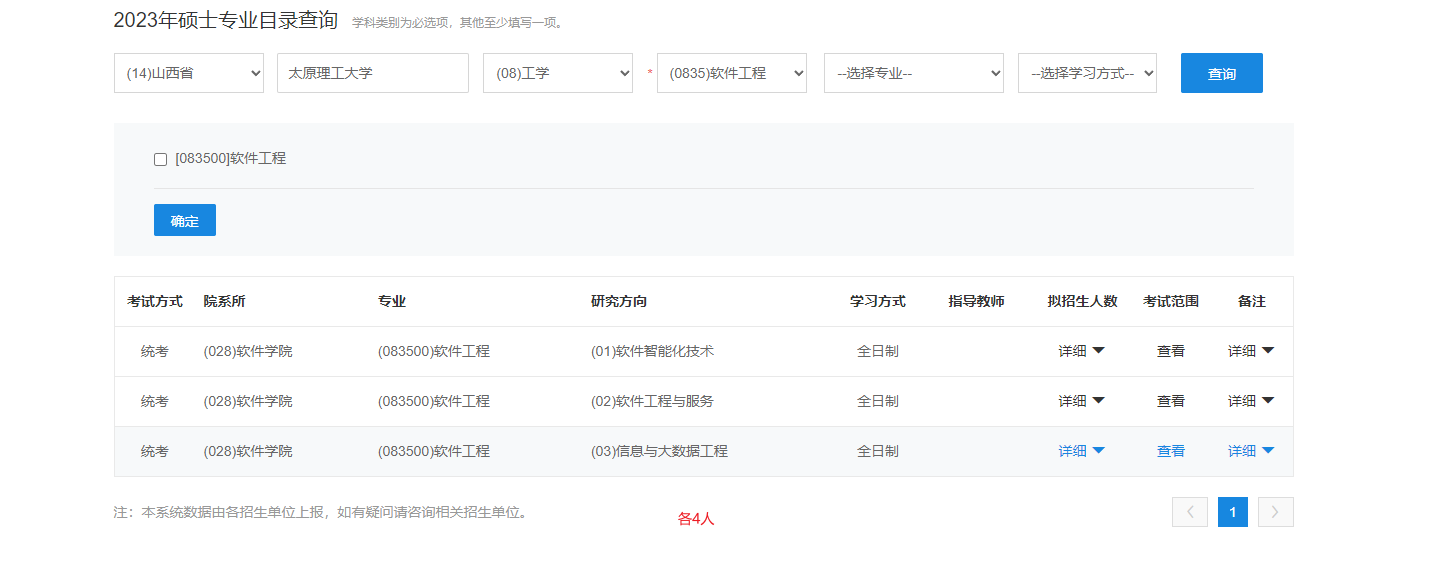 2023年硕士专业目录查询 学科类别为必选项，其他至少填写一项。
(14)山西省 太原理工大学 (08)工学 * (0835)软件工程 --选择专业-- --选择学习方式-- 查询
[083500]软件工程
确定
考试方式 院系所 专业 研究方向 学习方式 指导教师 拟招生人数 考试范围 备注
统考 (028)软件学院 (083500)软件工程 (01)软件智能化技术 全日制 详细 查看 详细
统考 (028)软件学院 (083500)软件工程 (02)软件工程与服务 全日制 详细 查看 详细
统考 (028)软件学院 (083500)软件工程 (03)信息与大数据工程 全日制 详细 查看 详细
注：本系统数据由各招生单位上报，如有疑问请咨询相关招生单位。 1
各4人